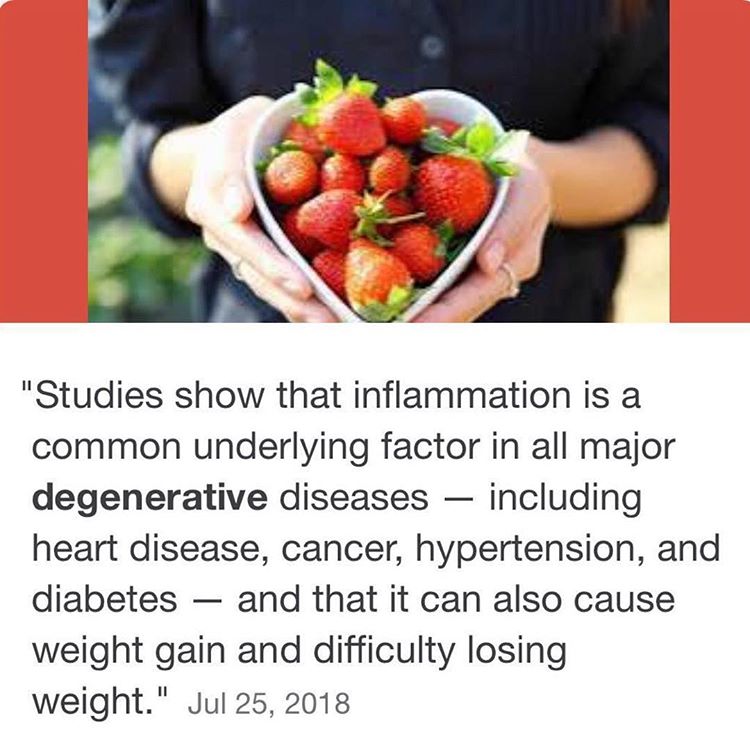 "Studies show that inflammation is a
common underlying factor in all major
degenerative diseases — including
heart disease, cancer, hypertension, and
diabetes — and that it can also cause
weight gain and difficulty losing
weight." Jul 25, 2018